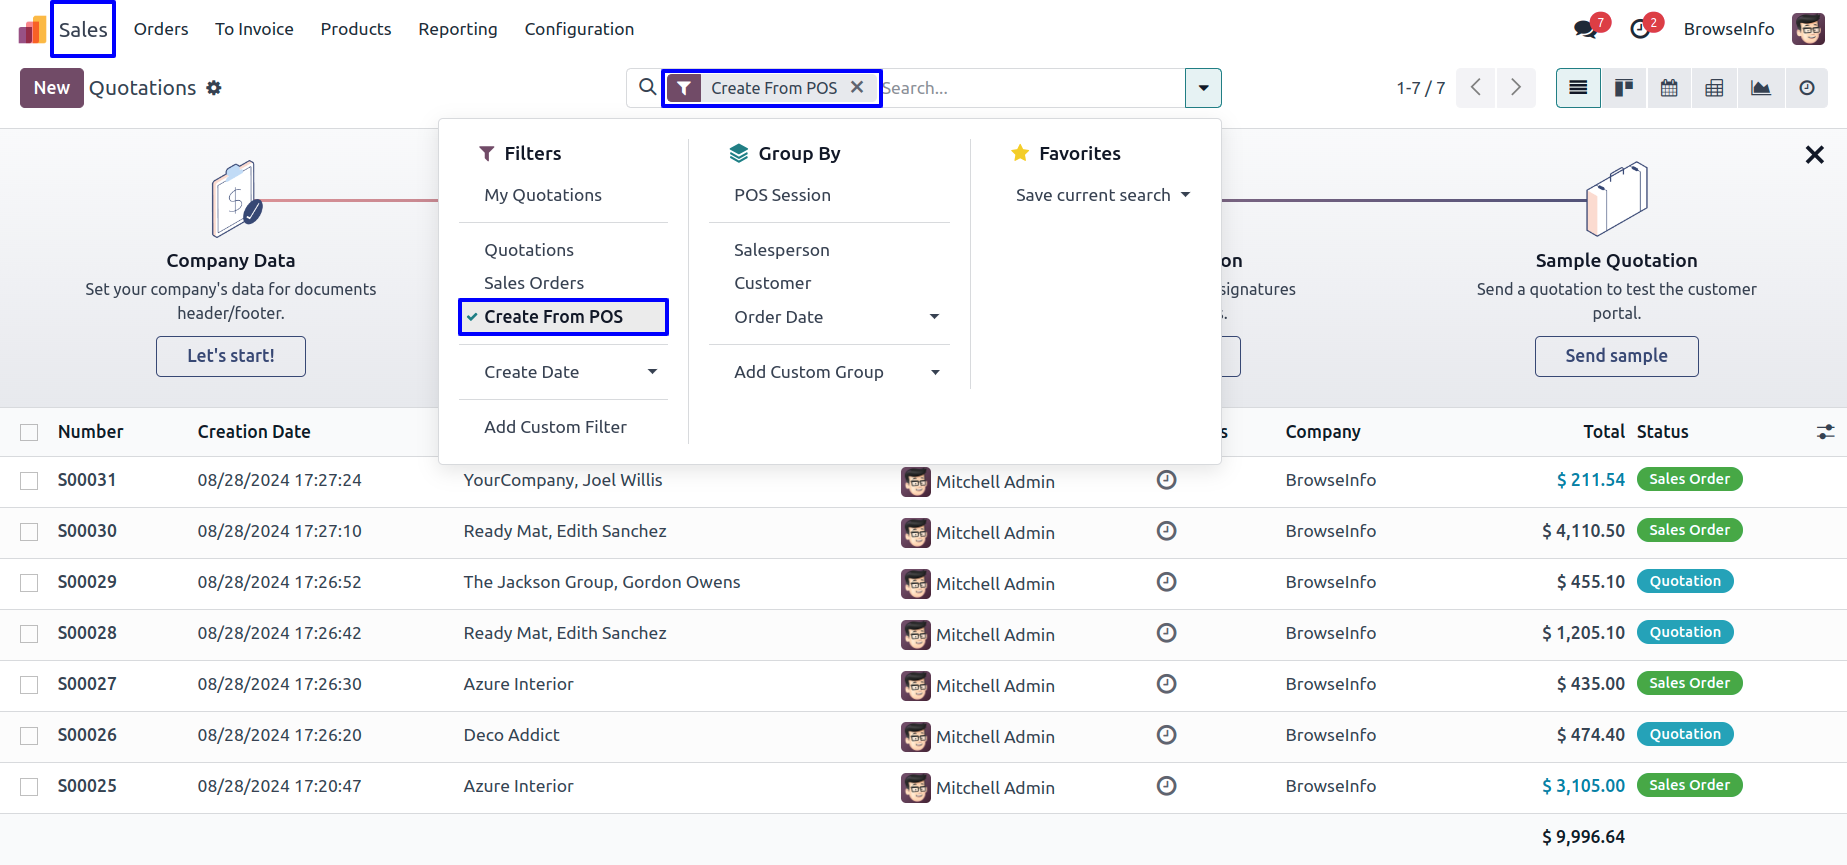 Sales Orders To Invoice Products Reporting Configuration 7 2 BrowseInfo
New Quotations Create From POS Search... 1-7 / 7
Filters Group By Favorites
My Quotations POS Session Save current search
Quotations Salesperson
Sales Orders Customer
Create From POS Order Date
Create Date Add Custom Group
Add Custom Filter
Company Data
Set your company's data for documents
header/footer.
Let's start!
on
signatures
s.
Sample Quotation
Send a quotation to test the customer
portal.
Send sample
Number Creation Date s Company Total Status
S00031 08/28/2024 17:27:24 YourCompany, Joel Willis Mitchell Admin BrowseInfo $ 211.54 Sales Order
S00030 08/28/2024 17:27:10 Ready Mat, Edith Sanchez Mitchell Admin BrowseInfo $ 4,110.50 Sales Order
S00029 08/28/2024 17:26:52 The Jackson Group, Gordon Owens Mitchell Admin BrowseInfo $ 455.10 Quotation
S00028 08/28/2024 17:26:42 Ready Mat, Edith Sanchez Mitchell Admin BrowseInfo $ 1,205.10 Quotation
S00027 08/28/2024 17:26:30 Azure Interior Mitchell Admin BrowseInfo $ 435.00 Sales Order
S00026 08/28/2024 17:26:20 Deco Addict Mitchell Admin BrowseInfo $ 474.40 Quotation
S00025 08/28/2024 17:20:47 Azure Interior Mitchell Admin BrowseInfo $ 3,105.00 Sales Order
$ 9,996.64